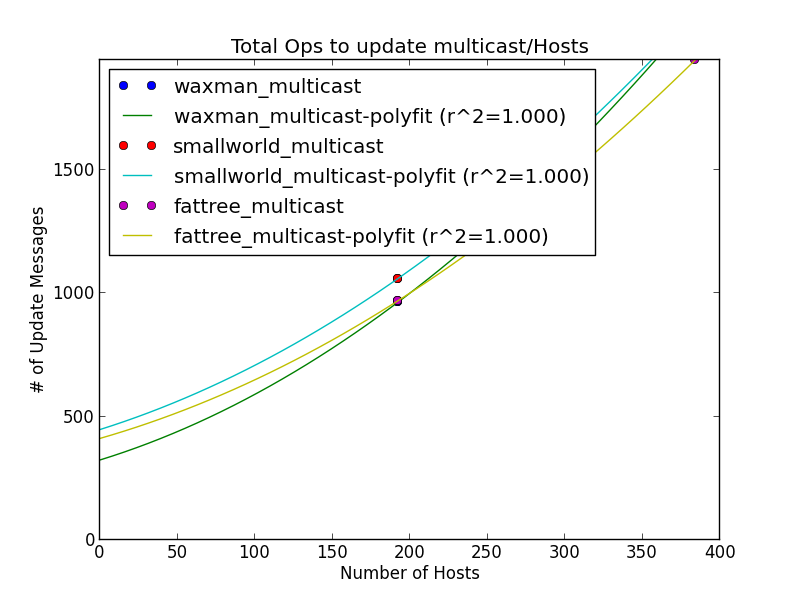 Total Ops to update multicast/Hosts
waxman_multicast
waxman_multicast-polyfit (r^2=1.000)
smallworld_multicast
smallworld_multicast-polyfit (r^2=1.000)
fattree_multicast
fattree_multicast-polyfit (r^2=1.000)
# of Update Messages
1500
1000
500
0
0 50 100 150 200 250 300 350 400
Number of Hosts